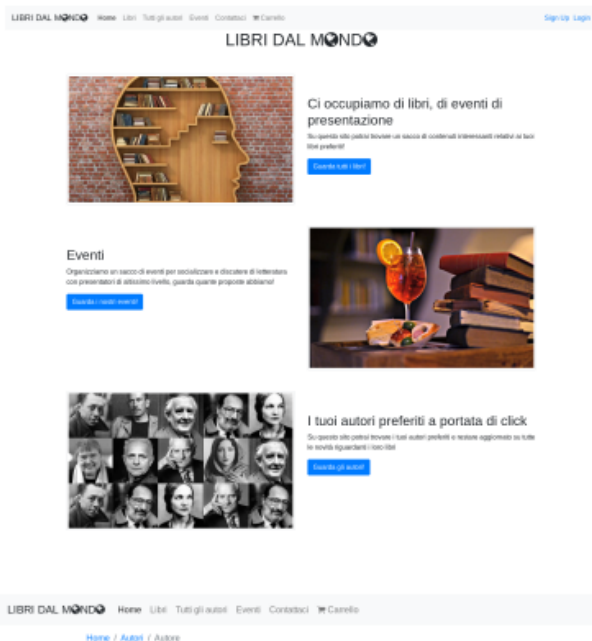 LIBRI DAL MONDO Home Libri Tutti gli autori Eventi Contattaci Carrello Sign Up Login
LIBRI DAL MONDO
Ci occupiamo di libri, di eventi di
presentazione
Su questo sito potrai trovare un sacco di contenuti interessanti relativi ai tuoi
libri preferiti!
Guarda tutti i libri!
Eventi
Organizziamo un sacco di eventi per socializzare e discutere di letteratura
con presentatori di altissimo livello, guarda quante proposte abbiamo!
Guarda i nostri eventi!
I tuoi autori preferiti a portata di click
Su questo sito potrai trovare i tuoi autori preferiti e restare aggiornato su tutte
le novità riguardanti i loro libri
Guarda gli autori!
LIBRI DAL MONDO Home Libri Tutti gli autori Eventi Contattaci Carrello
Home / Autori / Autore